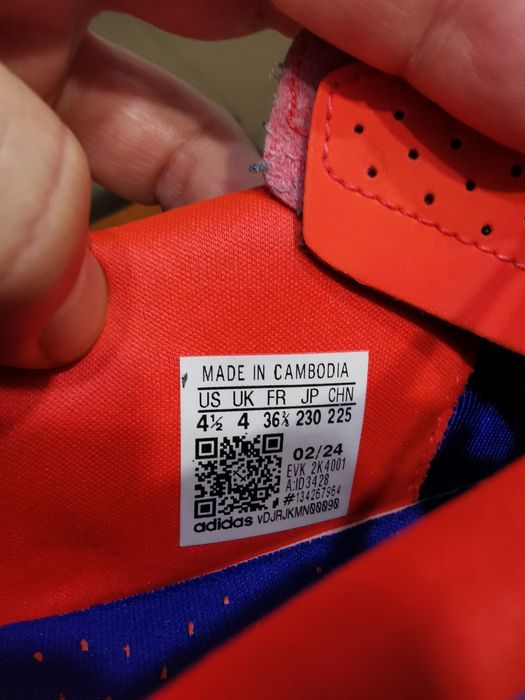 MADE IN CAMBODIA
US UK FR JP CHN
4½ 4 36⅔ 230 225
02/24
EVK 2K4001
A:ID3428
#134267964
adidas VDJRJKMN00090